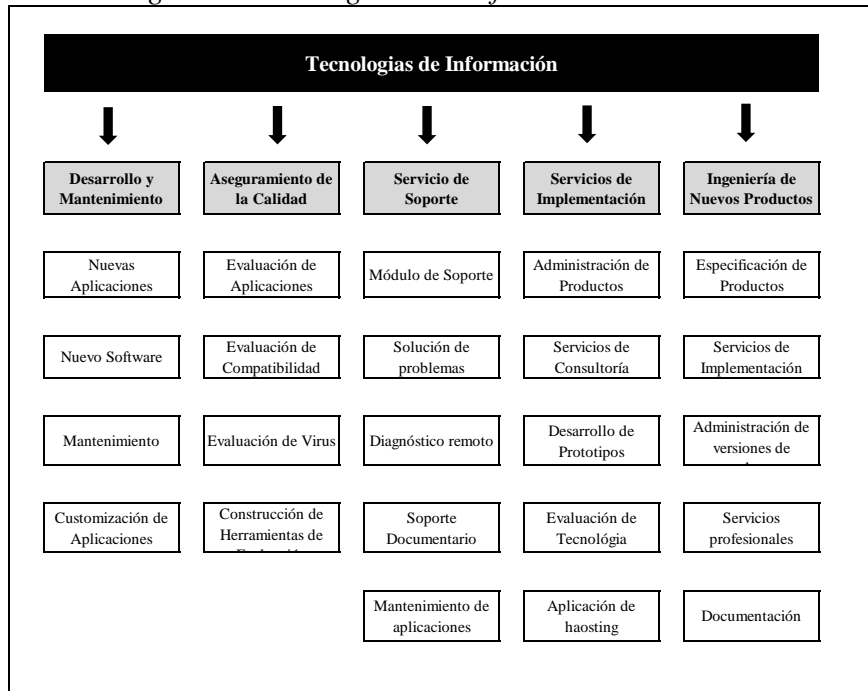 Tecnologias de Información
Desarrollo y
Mantenimiento
Aseguramiento de
la Calidad
Servicio de
Soporte
Servicios de
Implementación
Ingeniería de
Nuevos Productos
Nuevas
Aplicaciones
Evaluación de
Aplicaciones
Módulo de Soporte
Administración de
Productos
Especificación de
Productos
Nuevo Software
Evaluación de
Compatibilidad
Solución de
problemas
Servicios de
Consultoría
Servicios de
Implementación
Mantenimiento
Evaluación de Virus
Diagnóstico remoto
Desarrollo de
Prototipos
Administración de
versiones de
Customización de
Aplicaciones
Construcción de
Herramientas de
Soporte
Documentario
Evaluación de
Tecnológia
Servicios
profesionales
Mantenimiento de
aplicaciones
Aplicación de
haosting
Documentación